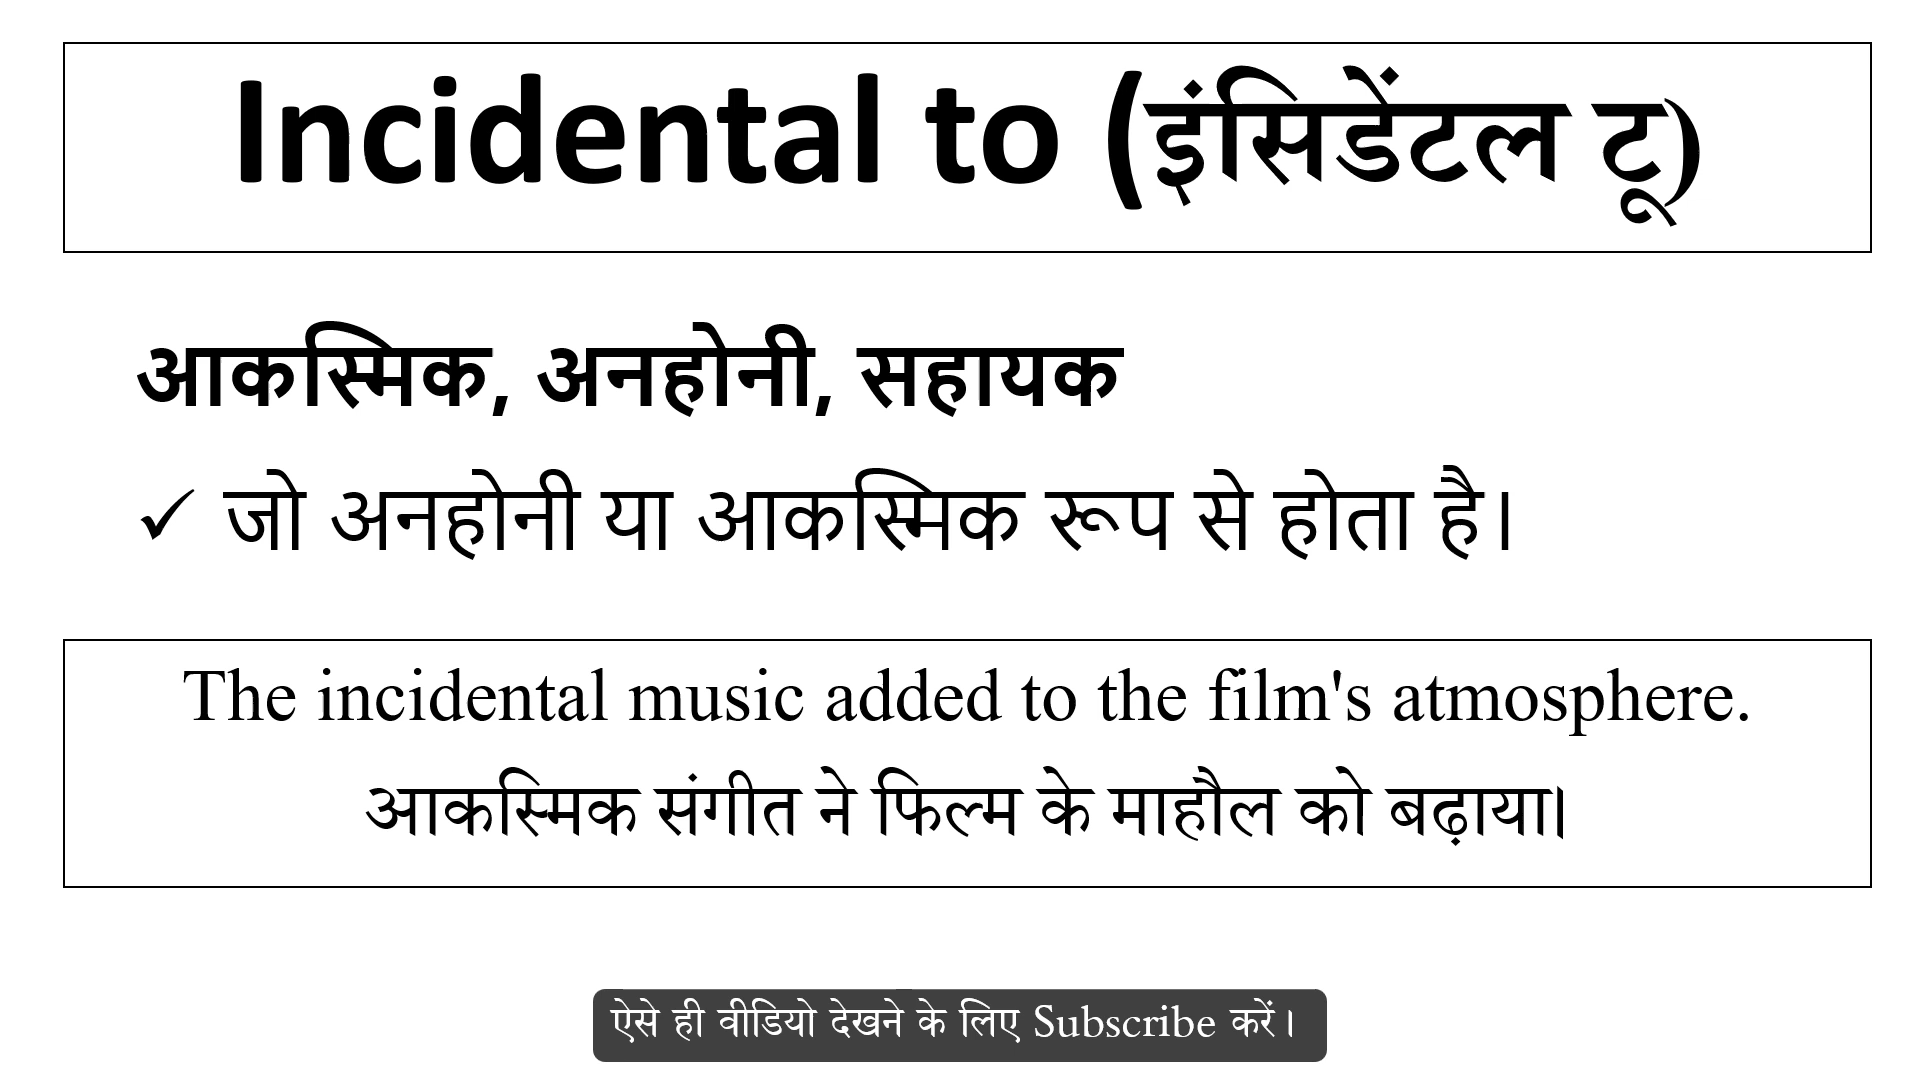 Incidental to (इंसिडेंटल टू)
आकस्मिक, अनहोनी, सहायक
✓ जो अनहोनी या आकस्मिक रूप से होता है।
The incidental music added to the film's atmosphere.
आकस्मिक संगीत ने फिल्म के माहौल को बढ़ाया।
ऐसे ही वीडियो देखने के लिए Subscribe करें।